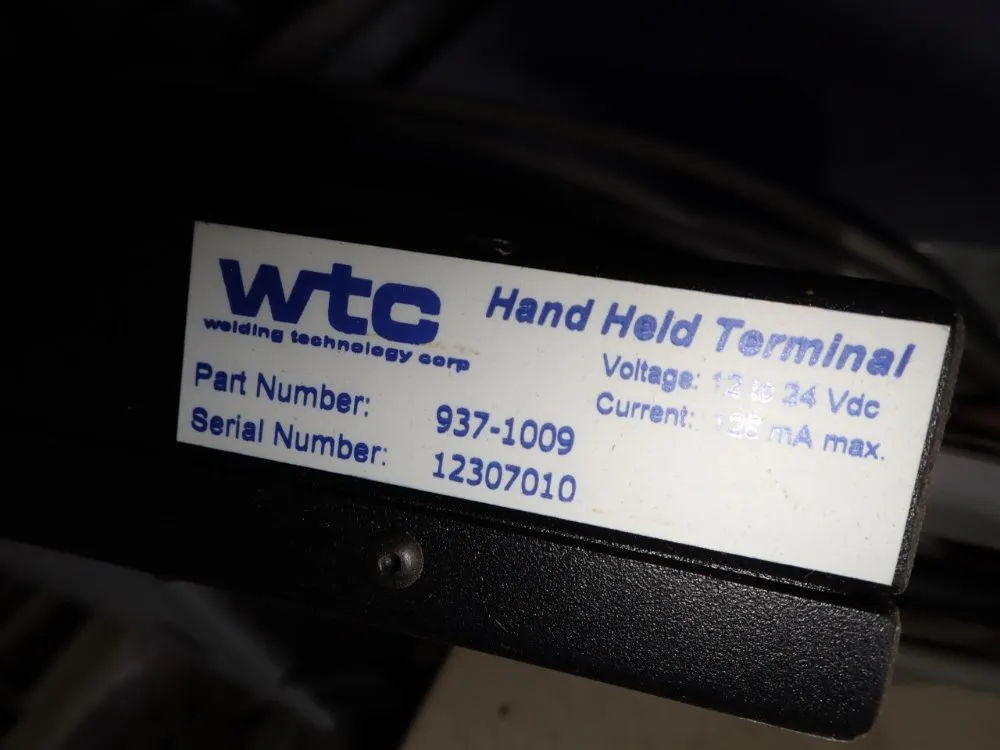 wtc
welding technology corp
Hand Held Terminal
Voltage: 12 to 24 Vdc
Current: mA max.
Part Number: 937-1009
Serial Number: 12307010